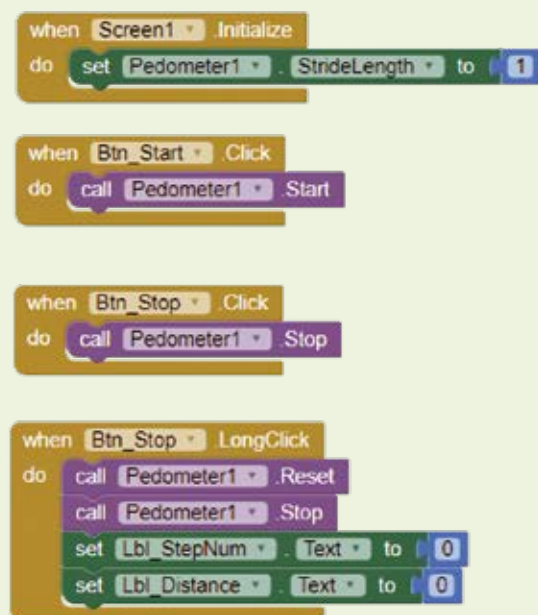 when Screen1 .Initialize
do set Pedometer1 . StrideLength to 1
when Btn_Start .Click
do call Pedometer1 .Start
when Btn_Stop .Click
do call Pedometer1 .Stop
when Btn_Stop .LongClick
do call Pedometer1 .Reset
call Pedometer1 .Stop
set Lbl_StepNum . Text to 0
set Lbl_Distance . Text to 0